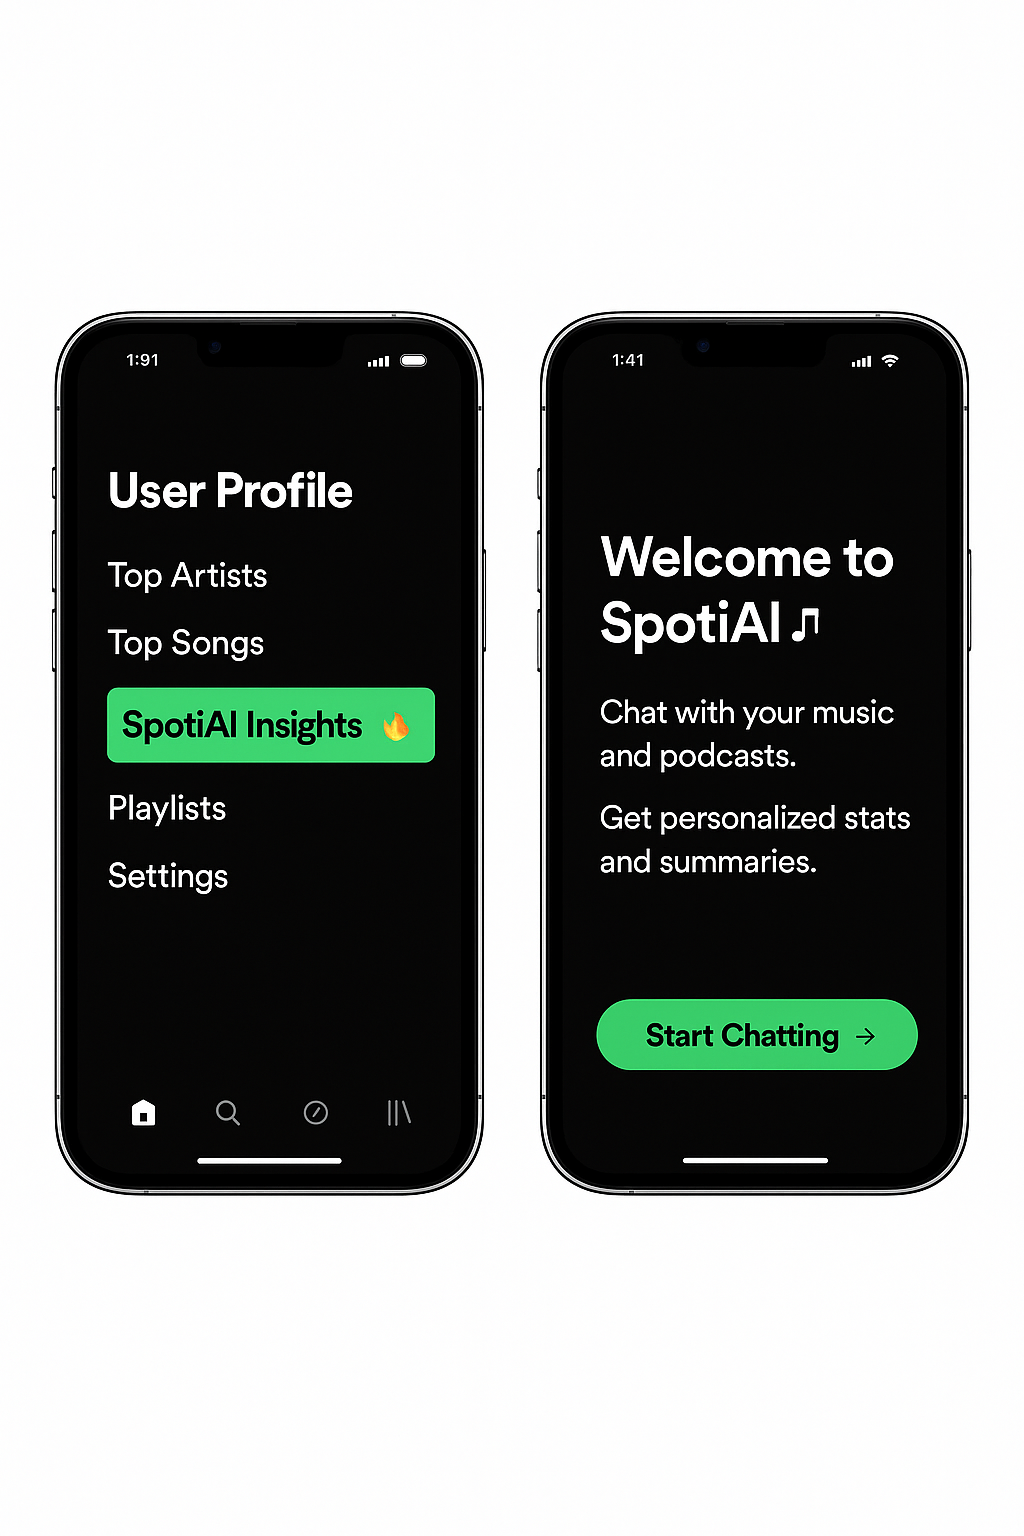 1:91
User Profile
Top Artists
Top Songs
SpotiAI Insights 🔥
Playlists
Settings
1:41
Welcome to
SpotiAI ♫
Chat with your music
and podcasts.
Get personalized stats
and summaries.
Start Chatting →